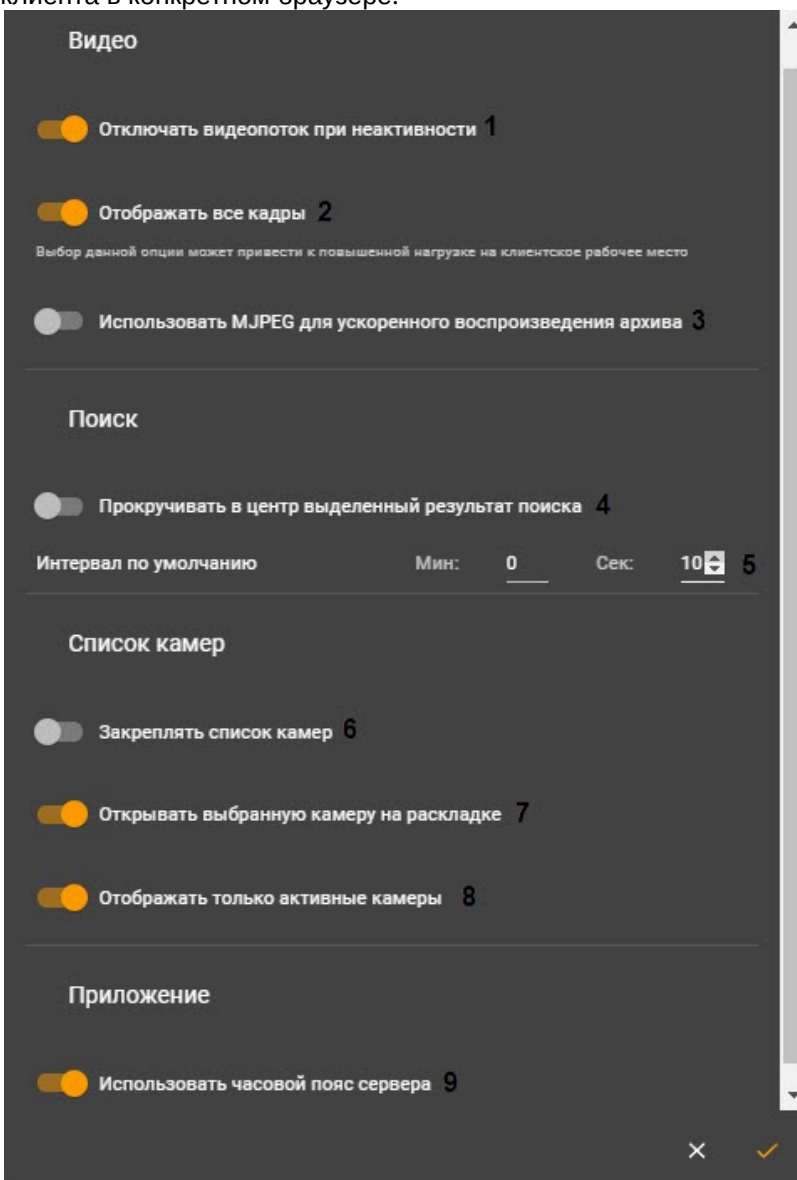 клиента в конкретном браузере.
Видео
Отключать видеопоток при неактивности 1
Отображать все кадры 2
Выбор данной опции может привести к повышенной нагрузке на клиентское рабочее место
Использовать MJPEG для ускоренного воспроизведения архива 3
Поиск
Прокручивать в центр выделенный результат поиска 4
Интервал по умолчанию Мин: 0 Сек: 10 5
Список камер
Закреплять список камер 6
Открывать выбранную камеру на раскладке 7
Отображать только активные камеры 8
Приложение
Использовать часовой пояс сервера 9